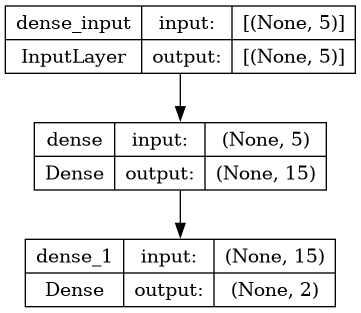 dense_input input: [(None, 5)]
InputLayer output: [(None, 5)]
dense input: (None, 5)
Dense output: (None, 15)
dense_1 input: (None, 15)
Dense output: (None, 2)